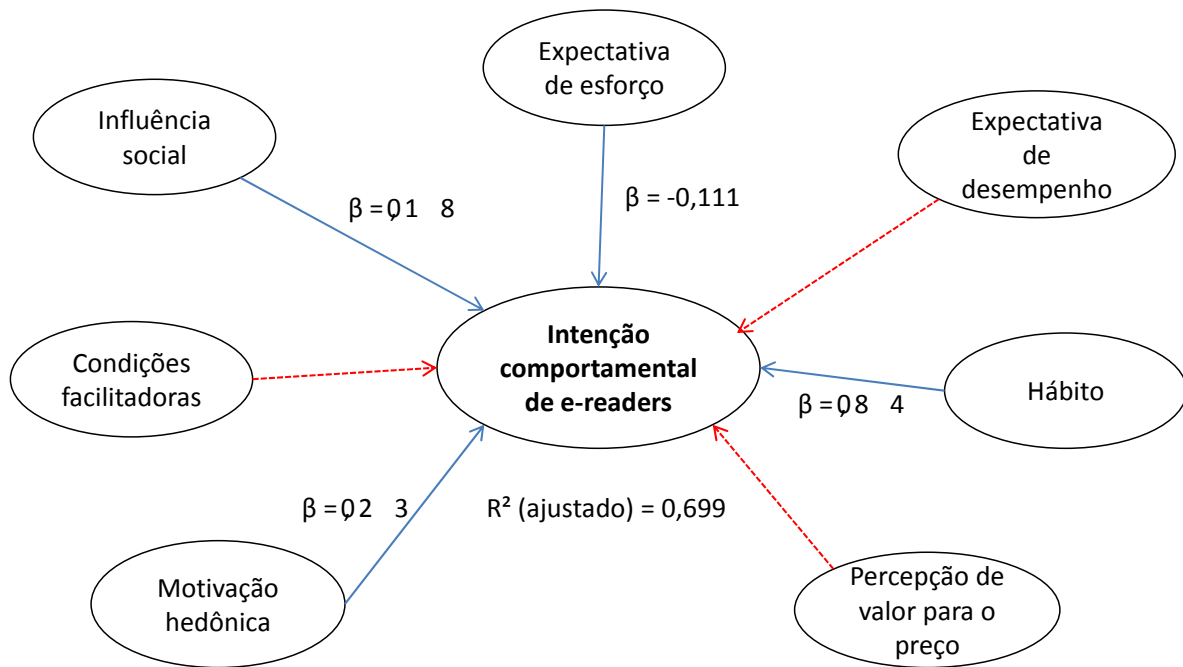 Expectativa
de esforço
Influência
social
Expectativa
de
desempenho
β = 0,1 8
β = -0,111
Intenção
comportamental
de e-readers
Condições
facilitadoras
Hábito
β = 0,8 4
β = 0,2 3
R² (ajustado) = 0,699
Motivação
hedônica
Percepção de
valor para o
preço